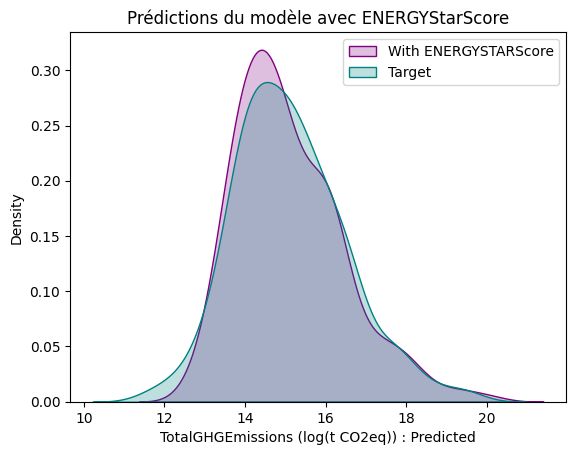 Prédictions du modèle avec ENERGYStarScore
With ENERGYSTARScore
Target
Density
0.30
0.25
0.20
0.15
0.10
0.05
0.00
10 12 14 16 18 20
TotalGHGEmissions (log(t CO2eq)) : Predicted